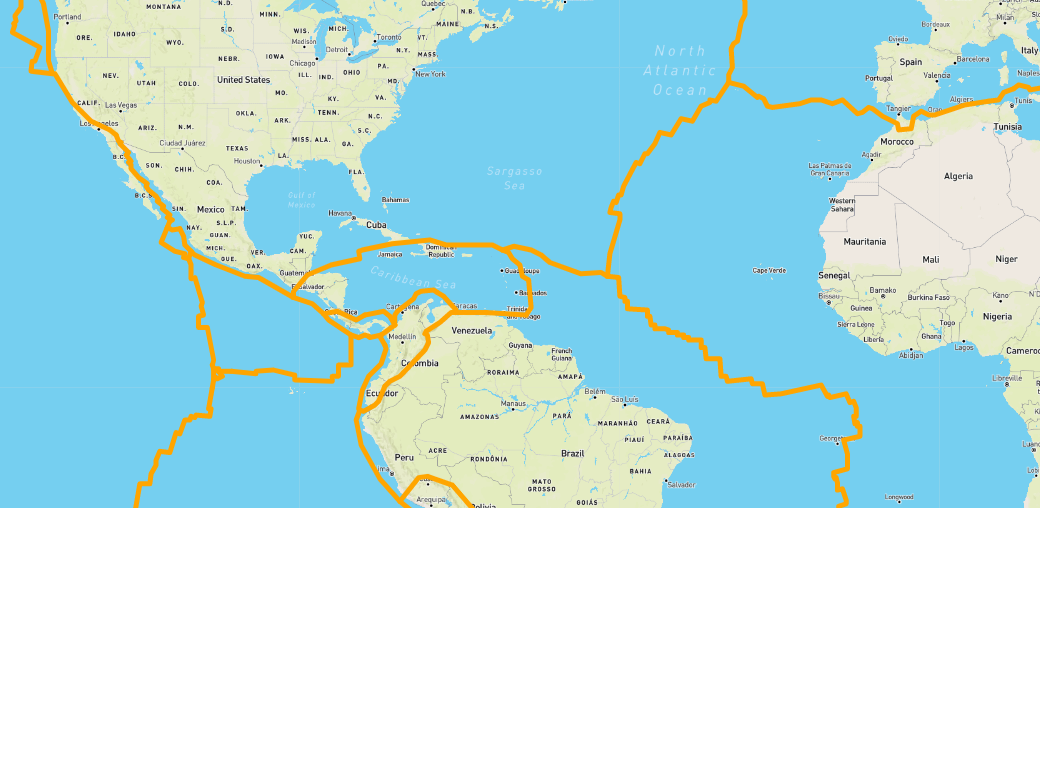 MONTANA
N.D.
MINN.
N.B.
Quebec
Bordeaux
Milan
Portland
MAINE
N.S.
ORE.
IDAHO
WYO.
S.D.
WIS.
MICH.
Toronto
VT.
Oviedo
Italy
Madison
Detroit
N.Y.
MASS.
North
Atlantic
Ocean
NEBR.
IOWA
Chicago
PA.
Spain
Barcelona
NEV.
UTAH
COLO.
United States
ILL.
IND.
OHIO
New York
Portugal
Valencia
Naples
MO.
MD.
CALIF.
Las Vegas
KY.
VA.
Tangier
Oran
Algiers
Tunis
OKLA.
ARK.
TENN.
N.C.
Los Angeles
ARIZ.
N.M.
S.C.
Tunisia
Ciudad Juárez
TEXAS
MISS.
ALA.
GA.
Morocco
B.C.
SON.
Houston
LA.
Agadir
CHIH.
FLA.
Sargasso
Sea
Las Palmas de
Gran Canaria
Algeria
COA.
B.C.S.
Gulf of
Mexico
Bahamas
Western
Sahara
SIN.
Mexico
TAM.
Havana
Cuba
NAY.
S.L.P.
GUAN.
YUC.
Mauritania
MICH.
VER.
CAM.
Jamaica
Dominican
Republic
GUE.
OAX.
Mali
Niger
Guatemala
Caribbean Sea
Guadeloupe
Cape Verde
Senegal
El Salvador
Barbados
Bissau
Bamako
Burkina Faso
Kano
Costa Rica
Cartagena
Caracas
Trinidad
and Tobago
Guinea
Nigeria
Medellín
Venezuela
Sierra Leone
Togo
Liberia
Ghana
Guyana
French
Guiana
Abidjan
Lagos
Cameroon
Colombia
RORAIMA
AMAPÁ
Libreville
Ecuador
Belém
São Luís
Manaus
AMAZONAS
PARÁ
MARANHÃO
CEARÁ
PIAUÍ
PARAÍBA
ACRE
RONDÔNIA
Brazil
ALAGOAS
Peru
BAHIA
MATO
GROSSO
Salvador
Arequipa
Bolivia
GOIÁS
Longwood